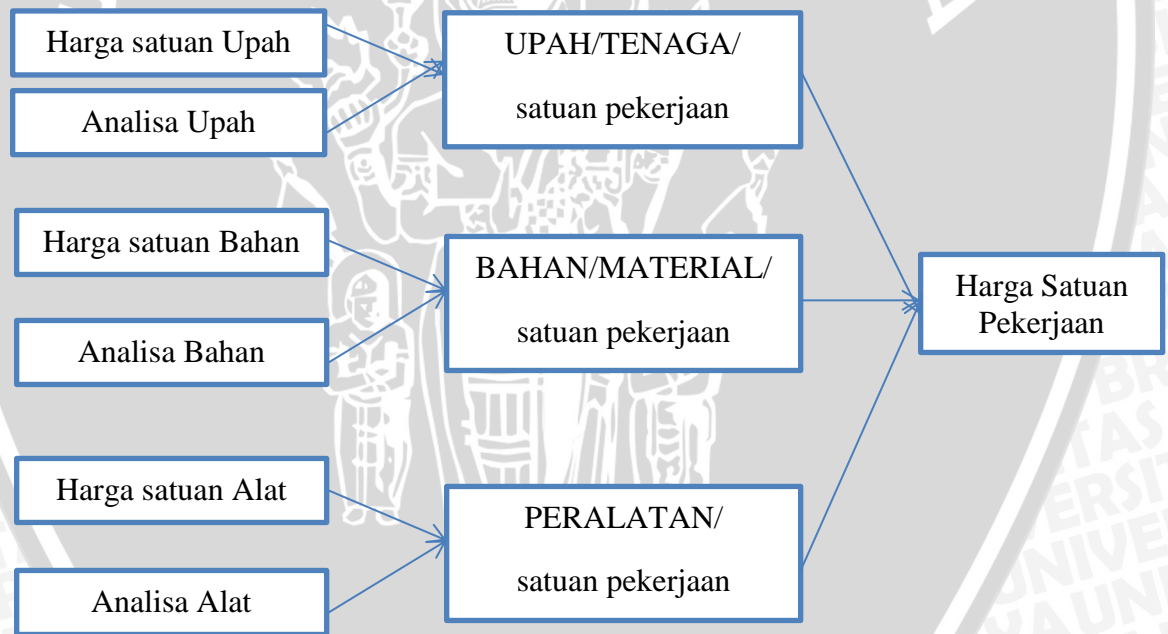 Harga satuan Upah
Analisa Upah
UPAH/TENAGA/
satuan pekerjaan
Harga satuan Bahan
Analisa Bahan
BAHAN/MATERIAL/
satuan pekerjaan
Harga satuan Alat
Analisa Alat
PERALATAN/
satuan pekerjaan
Harga Satuan
Pekerjaan